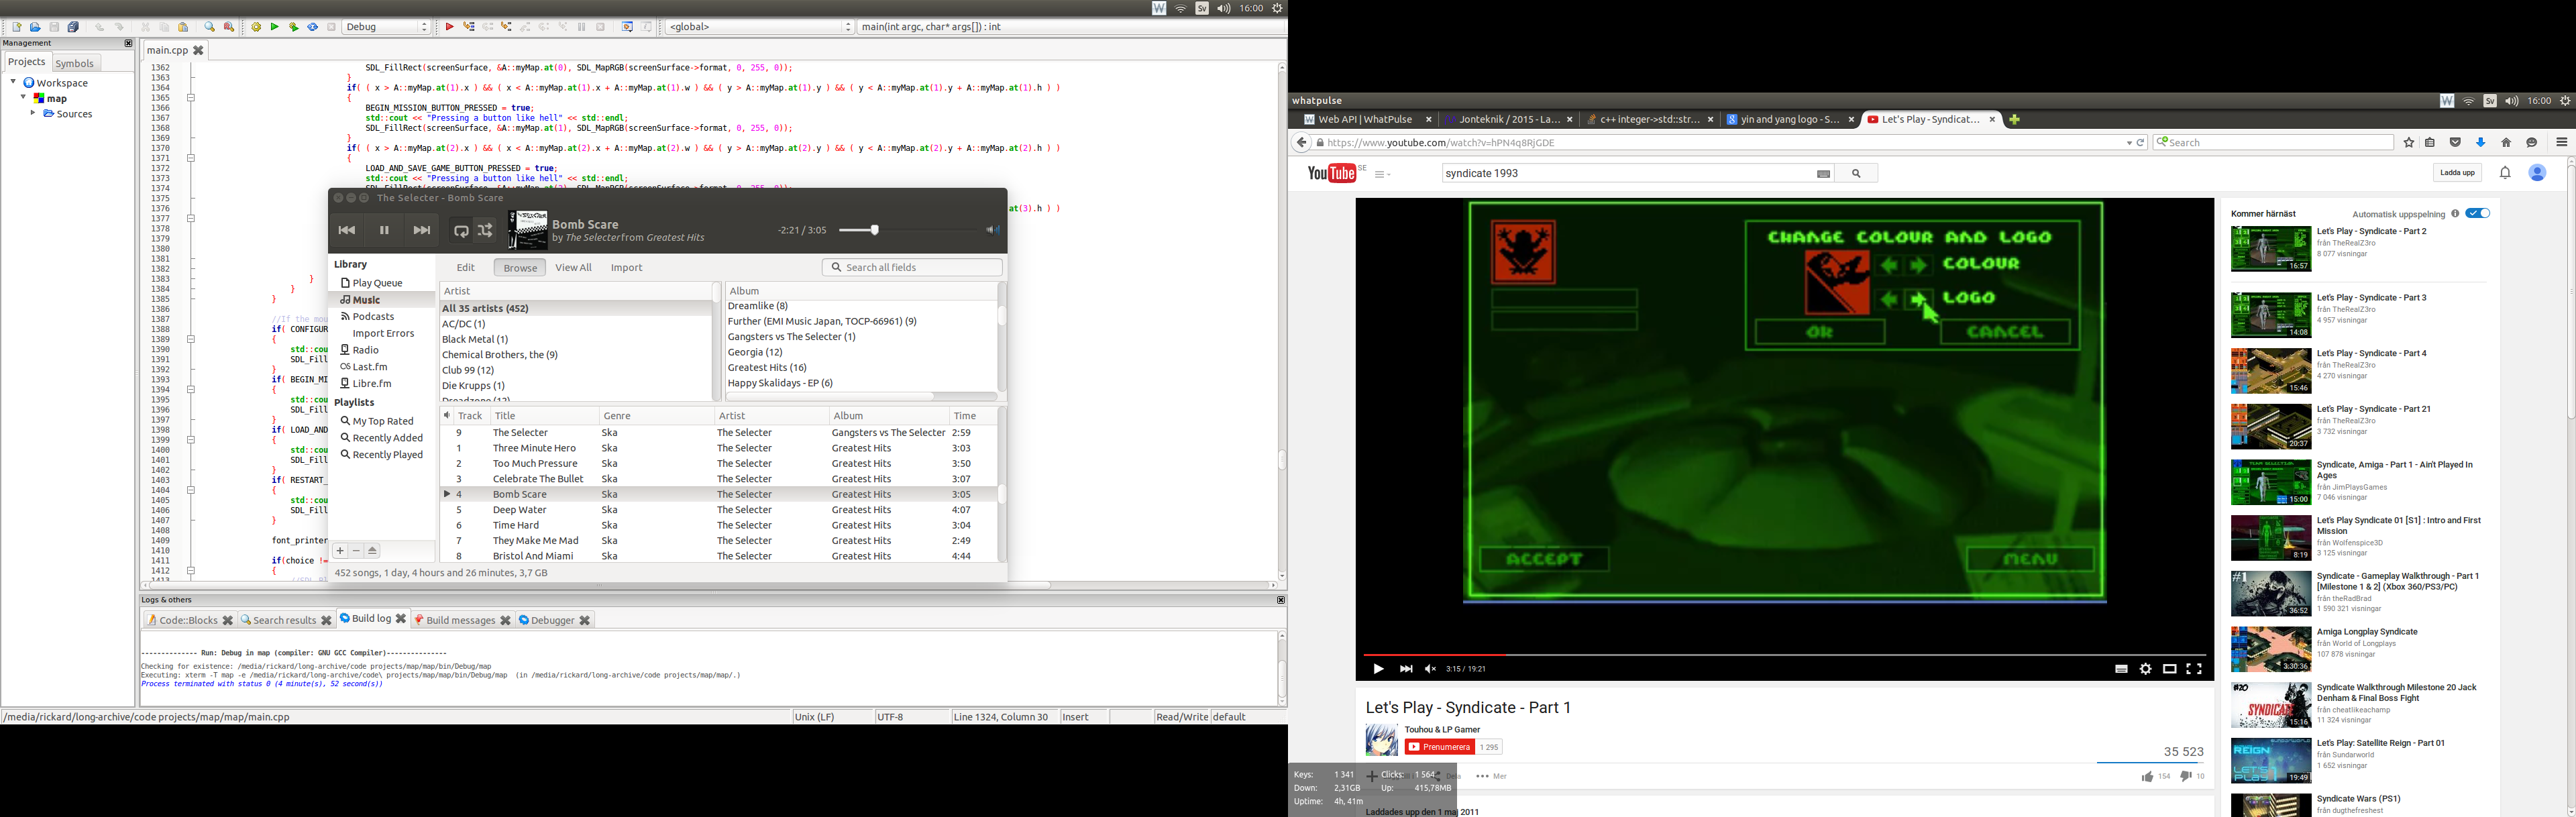 Sv 16:00
Debug <global> main(int argc, char* args[]) : int
Management
Projects Symbols
Workspace
map
Sources
main.cpp
1362 SDL_FillRect(screenSurface, &A::myMap.at(0), SDL_MapRGB(screenSurface->format, 0, 255, 0));
1363 }
1364 if( ( x > A::myMap.at(1).x ) && ( x < A::myMap.at(1).x + A::myMap.at(1).w ) && ( y > A::myMap.at(1).y ) && ( y < A::myMap.at(1).y + A::myMap.at(1).h ) )
1365 {
1366 BEGIN_MISSION_BUTTON_PRESSED = true;
1367 std::cout << "Pressing a button like hell" << std::endl;
1368 SDL_FillRect(screenSurface, &A::myMap.at(1), SDL_MapRGB(screenSurface->format, 0, 255, 0));
1369 }
1370 if( ( x > A::myMap.at(2).x ) && ( x < A::myMap.at(2).x + A::myMap.at(2).w ) && ( y > A::myMap.at(2).y ) && ( y < A::myMap.at(2).y + A::myMap.at(2).h ) )
1371 {
1372 LOAD_AND_SAVE_GAME_BUTTON_PRESSED = true;
1373 std::cout << "Pressing a button like hell" << std::endl;
1374
1375
1376 at(3).h ) )
1377
1378
1379
1380
1381
1382
1383 }
1384 }
1385 }
1386
1387 //If the mou
1388 if( CONFIGUR
1389 {
1390 std::cou
1391 SDL_Fill
1392 }
1393 if( BEGIN_MI
1394 {
1395 std::cou
1396 SDL_Fill
1397 }
1398 if( LOAD_AND
1399 {
1400 std::cou
1401 SDL_Fill
1402 }
1403 if( RESTART_
1404 {
1405 std::cou
1406 SDL_Fill
1407 }
1408
1409 font_printer
1410
1411 if(choice !=
1412 {
The Selecter - Bomb Scare
Bomb Scare
by The Selecter from Greatest Hits
-2:21 / 3:05
Library
Play Queue
Music
Podcasts
Import Errors
Radio
Last.fm
Libre.fm
Playlists
My Top Rated
Recently Added
Recently Played
Edit Browse View All Import Search all fields
Artist
All 35 artists (452)
AC/DC (1)
Black Metal (1)
Chemical Brothers, the (9)
Club 99 (12)
Die Krupps (1)
Dreadzone (12)
Album
Dreamlike (8)
Further (EMI Music Japan, TOCP-66961) (9)
Gangsters vs The Selecter (1)
Georgia (12)
Greatest Hits (16)
Happy Skalidays - EP (6)
Track Title Genre Artist Album Time
9 The Selecter Ska The Selecter Gangsters vs The Selecter 2:59
1 Three Minute Hero Ska The Selecter Greatest Hits 3:03
2 Too Much Pressure Ska The Selecter Greatest Hits 3:50
3 Celebrate The Bullet Ska The Selecter Greatest Hits 3:07
4 Bomb Scare Ska The Selecter Greatest Hits 3:05
5 Deep Water Ska The Selecter Greatest Hits 4:07
6 Time Hard Ska The Selecter Greatest Hits 3:04
7 They Make Me Mad Ska The Selecter Greatest Hits 2:49
8 Bristol And Miami Ska The Selecter Greatest Hits 4:44
452 songs, 1 day, 4 hours and 26 minutes, 3,7 GB
Logs & others
Code::Blocks Search results Build log Build messages Debugger
-------------- Run: Debug in map (compiler: GNU GCC Compiler)---------------
Checking for existence: /media/rickard/long-archive/code projects/map/map/bin/Debug/map
Executing: xterm -T map -e /media/rickard/long-archive/code\ projects/map/map/bin/Debug/map (in /media/rickard/long-archive/code projects/map/map/.)
Process terminated with status 0 (4 minute(s), 52 second(s))
/media/rickard/long-archive/code projects/map/map/main.cpp Unix (LF) UTF-8 Line 1324, Column 30 Insert Read/Write default
whatpulse Sv 16:00
Web API | WhatPulse Jonteknik / 2015 - La... c++ integer->std::str... yin and yang logo - S... Let's Play - Syndicat...
https://www.youtube.com/watch?v=hPN4q8RjGDE Search
YouTube SE syndicate 1993 Ladda upp
CHANGE COLOUR AND LOGO
COLOUR
LOGO
OK CANCEL
ACCEPT MENU
3:15 / 19:21
Let's Play - Syndicate - Part 1
Touhou & LP Gamer
Prenumerera 1 295
35 523
Dela Mer 154 10
Laddades upp den 1 maj 2011
Keys: 1 341 Clicks: 1 564
Down: 2,31GB Up: 415,78MB
Uptime: 4h, 41m
Kommer härnäst Automatisk uppspelning
Let's Play - Syndicate - Part 2
från TheRealZ3ro
8 077 visningar
16:57
Let's Play - Syndicate - Part 3
från TheRealZ3ro
4 957 visningar
14:08
Let's Play - Syndicate - Part 4
från TheRealZ3ro
4 270 visningar
15:46
Let's Play - Syndicate - Part 21
från TheRealZ3ro
3 732 visningar
20:37
Syndicate, Amiga - Part 1 - Ain't Played In Ages
från JimPlaysGames
7 046 visningar
15:00
Let's Play Syndicate 01 [S1] : Intro and First Mission
från Wolfenspice3D
3 125 visningar
8:19
Syndicate - Gameplay Walkthrough - Part 1 [Milestone 1 & 2] (Xbox 360/PS3/PC)
från theRadBrad
1 590 321 visningar
#1
36:52
Amiga Longplay Syndicate
från World of Longplays
107 878 visningar
3:30:36
Syndicate Walkthrough Milestone 20 Jack Denham & Final Boss Fight
från cheatlikeachamp
11 324 visningar
#20
SYNDICATE
15:16
Let's Play: Satellite Reign - Part 01
från Sundarworld
1 652 visningar
REIGN
LET'S PLAY
19:49
Syndicate Wars (PS1)
från dugthefreshest